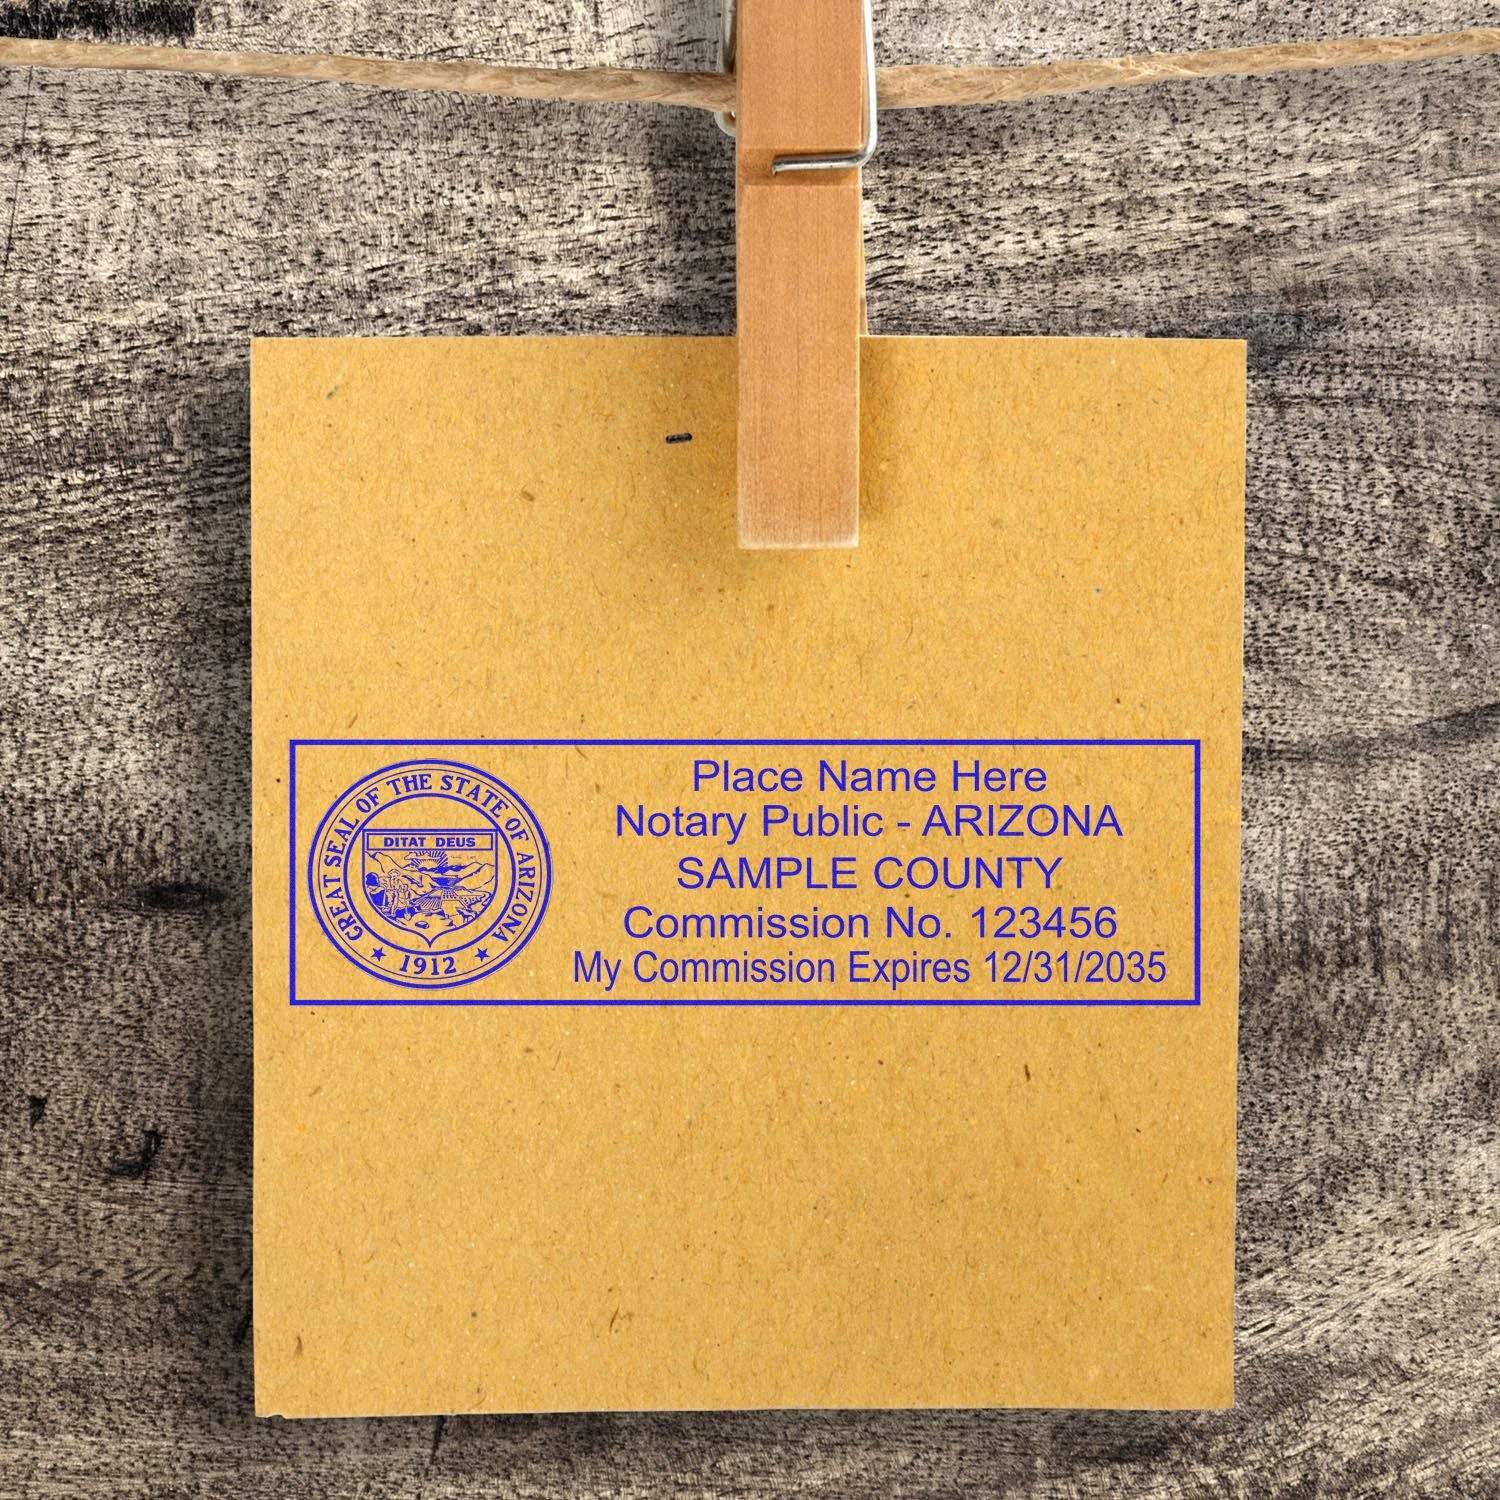 GREAT SEAL OF THE STATE OF ARIZONA
DITAT DEUS
★ 1912 ★
Place Name Here
Notary Public - ARIZONA
SAMPLE COUNTY
Commission No. 123456
My Commission Expires 12/31/2035